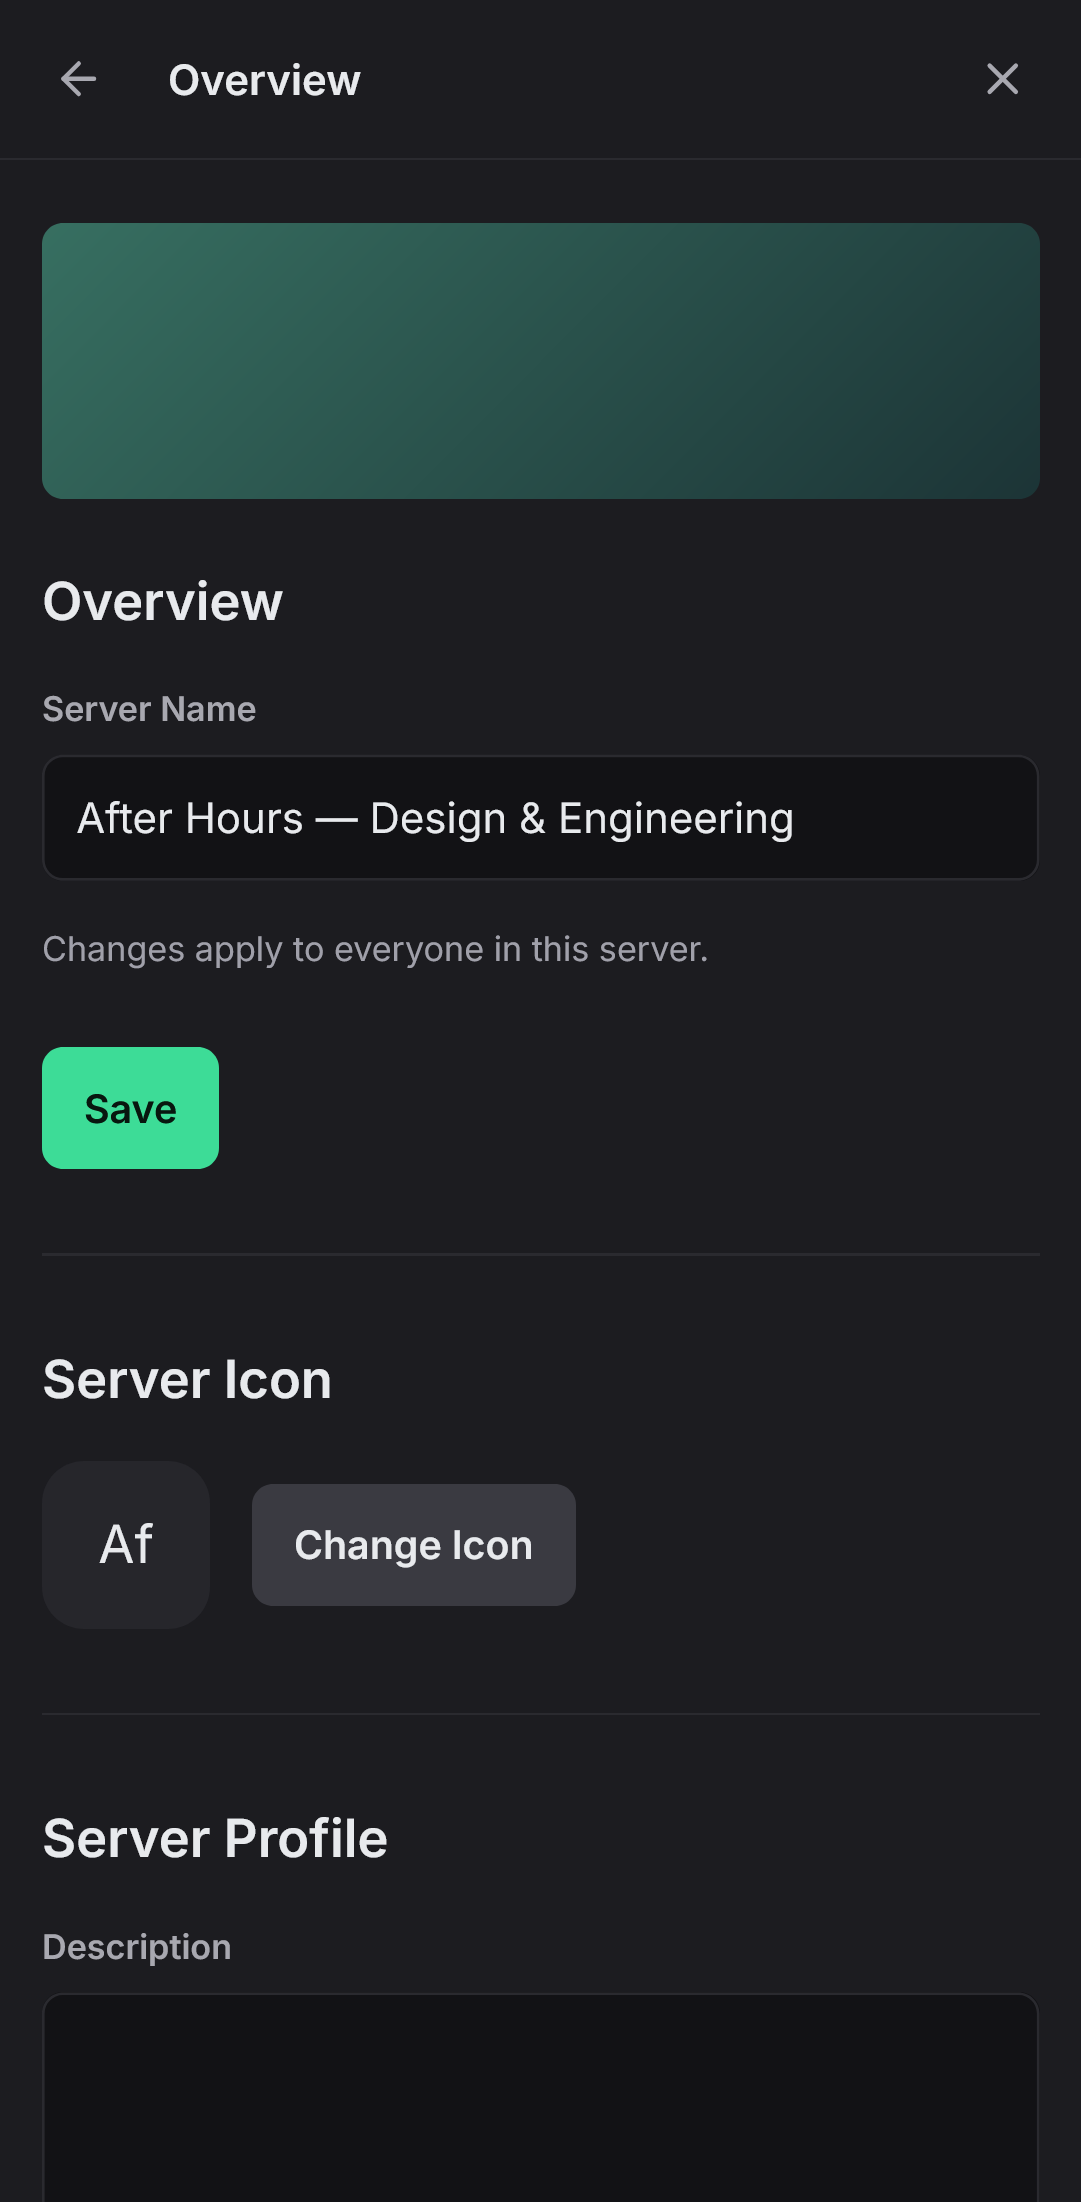 Overview
Overview
Server Name
After Hours — Design & Engineering
Changes apply to everyone in this server.
Save
Server Icon
Af
Change Icon
Server Profile
Description